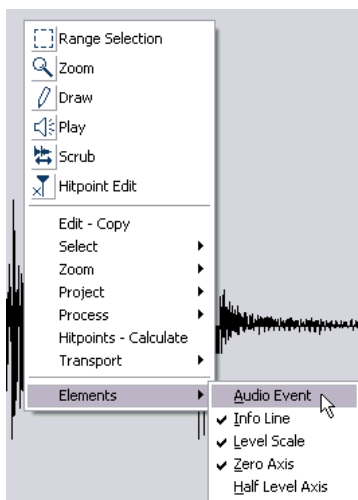 Range Selection
Zoom
Draw
Play
Scrub
Hitpoint Edit
Edit - Copy
Select
Zoom
Project
Process
Hitpoints - Calculate
Transport
Elements
Audio Event
Info Line
Level Scale
Zero Axis
Half Level Axis